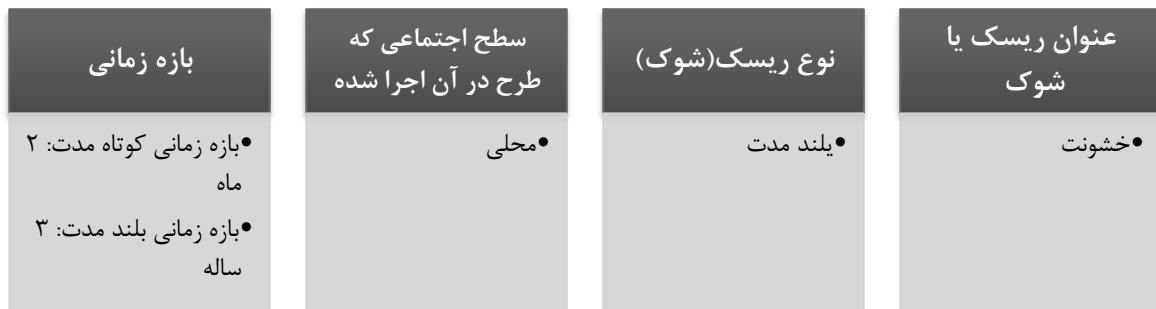 عنوان ریسک یا
شوک
•خشونت
نوع ریسک(شوک)
•یلند مدت
سطح اجتماعی که
طرح در آن اجرا شده
•محلی
بازه زمانی
•بازه زمانی کوتاه مدت: ۲
ماه
•بازه زمانی بلند مدت: ۳
ساله